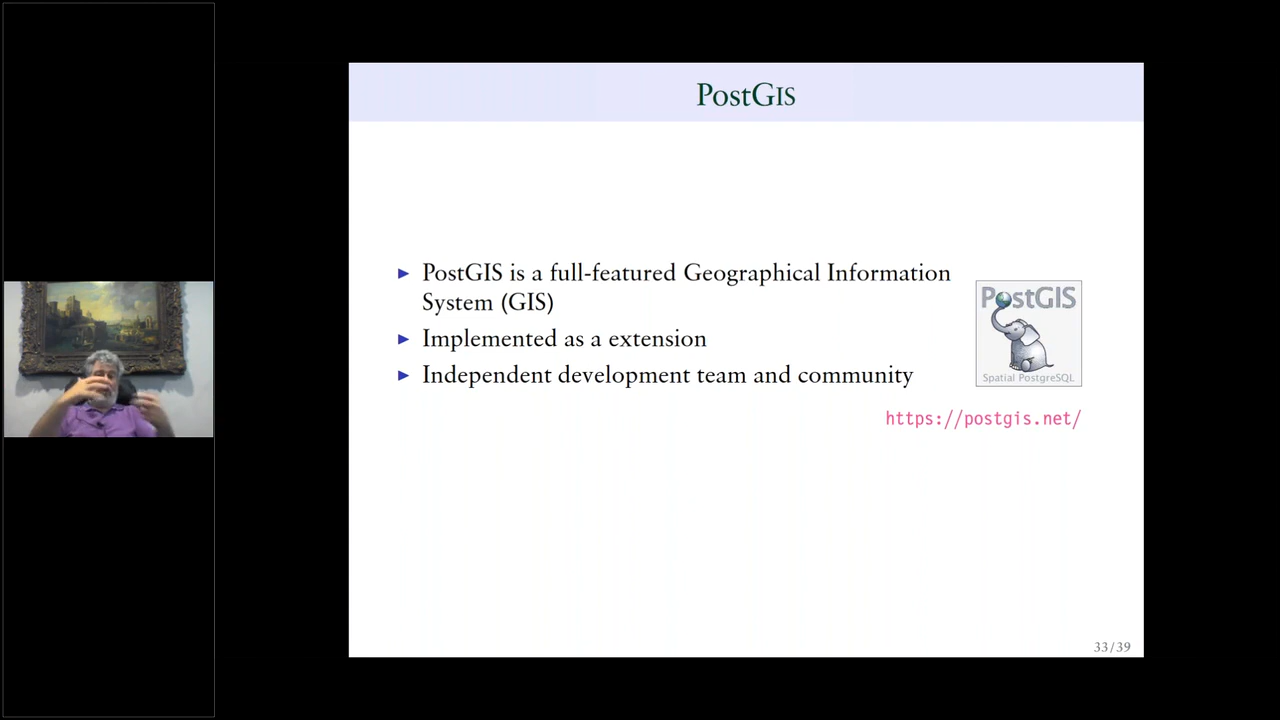 PostGIS
PostGIS is a full-featured Geographical Information
System (GIS)
Implemented as a extension
Independent development team and community
PostGIS
Spatial PostgreSQL
https://postgis.net/
33/39